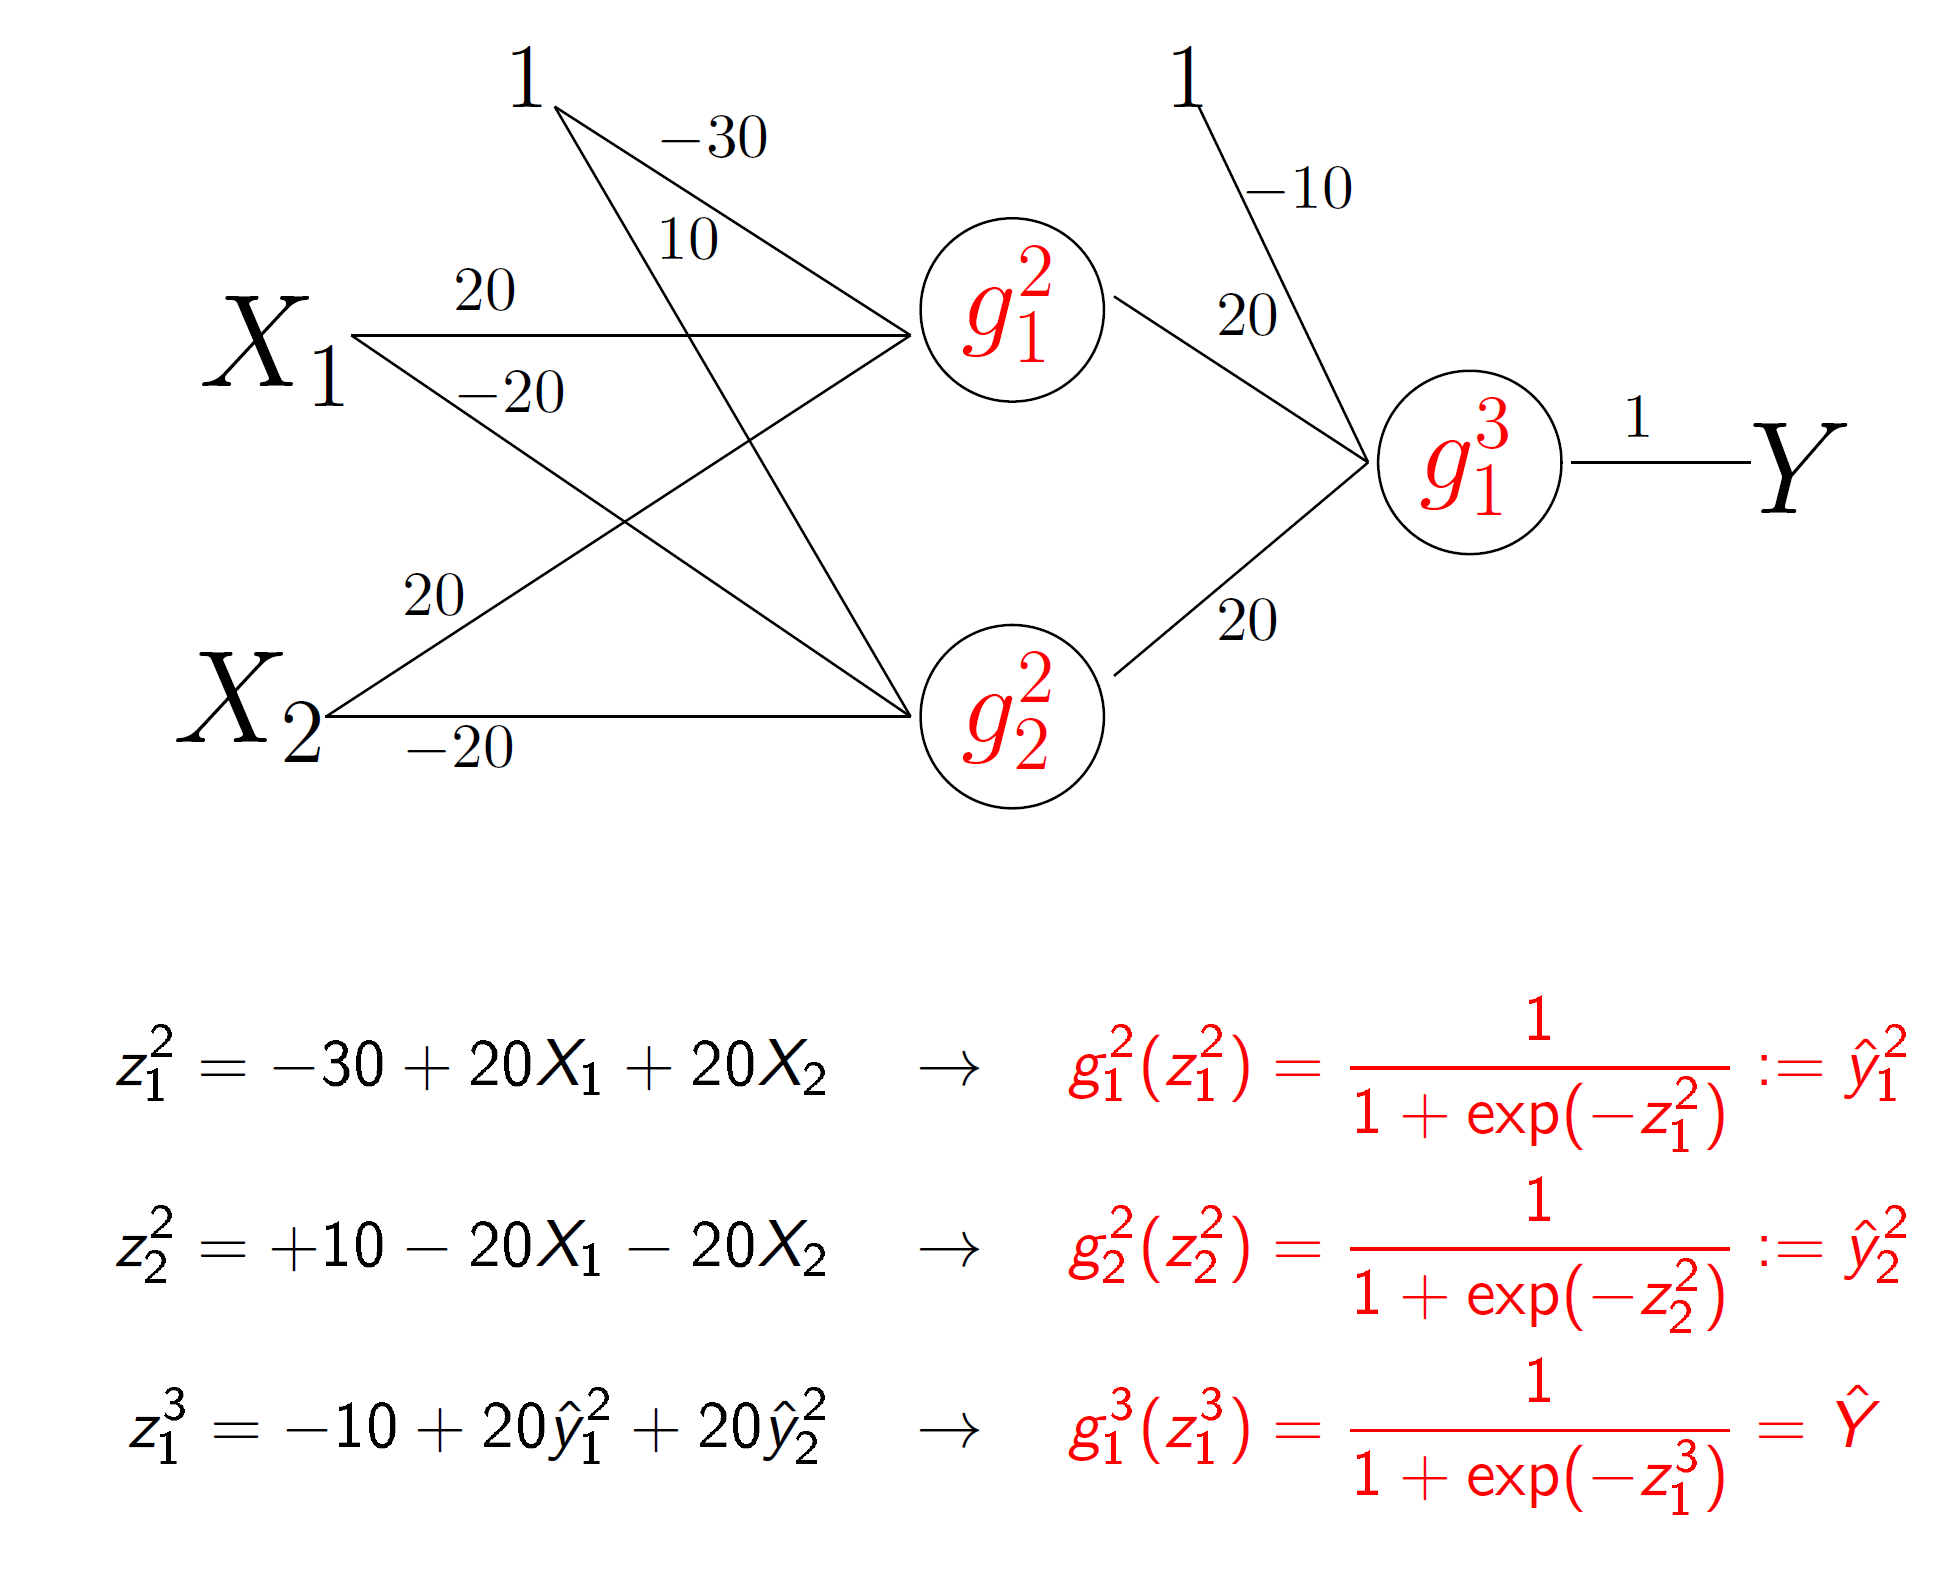 1 1
−30
−10
10
20
X₁
g₁²
20
−20
g₁³
1
Y
20
20
X₂
g₂²
−20
z₁² = −30 + 20X₁ + 20X₂ → g₁²(z₁²) = 1 / (1 + exp(−z₁²)) := ŷ₁²
z₂² = +10 − 20X₁ − 20X₂ → g₂²(z₂²) = 1 / (1 + exp(−z₂²)) := ŷ₂²
z₁³ = −10 + 20ŷ₁² + 20ŷ₂² → g₁³(z₁³) = 1 / (1 + exp(−z₁³)) = Ŷ